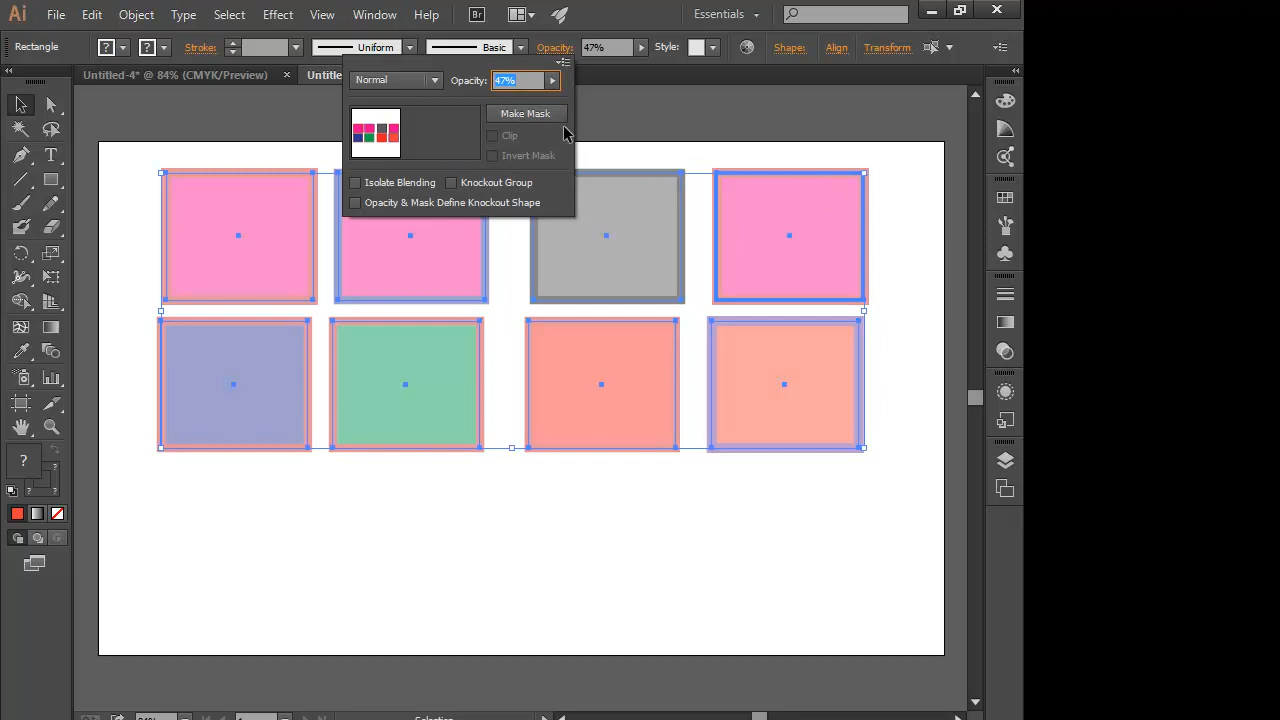 Ai File Edit Object Type Select Effect View Window Help Br Essentials
Rectangle ? ? Stroke: Uniform Basic Opacity: 47% Style: Shape: Align Transform
Untitled-4* @ 84% (CMYK/Preview) × Untitle
Normal Opacity: 47%
Make Mask
Clip
Invert Mask
Isolate Blending Knockout Group
Opacity & Mask Define Knockout Shape
T
?
?
? ?
Selection